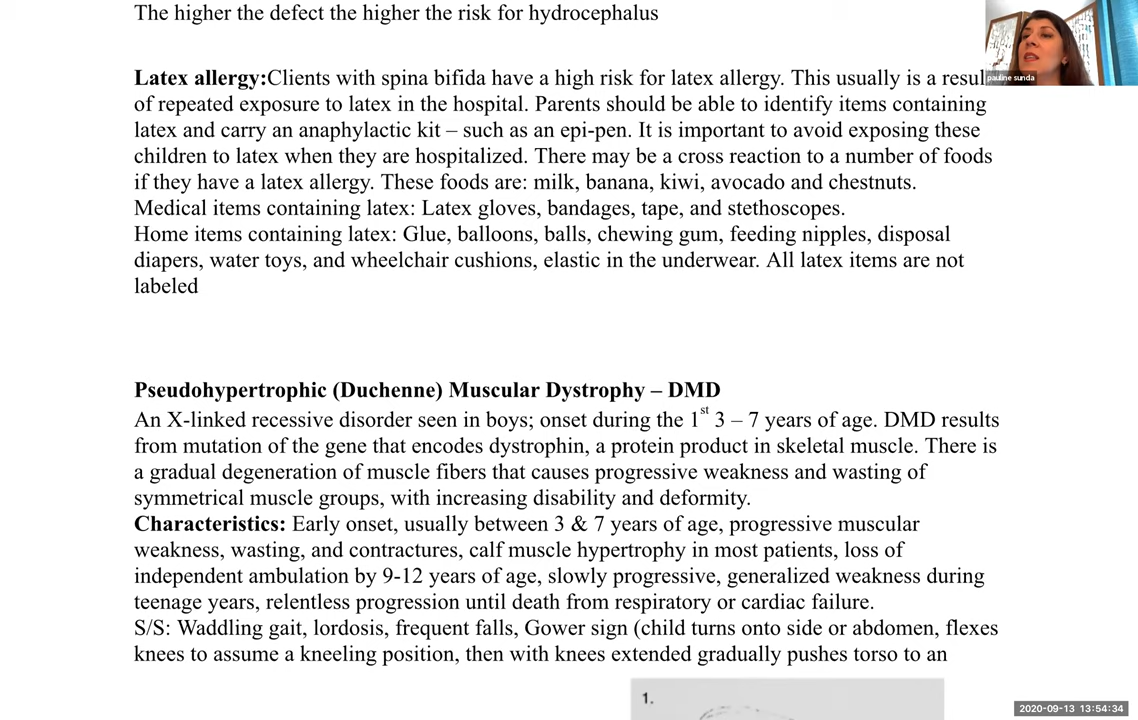 The higher the defect the higher the risk for hydrocephalus
Latex allergy:Clients with spina bifida have a high risk for latex allergy. This usually is a resul
of repeated exposure to latex in the hospital. Parents should be able to identify items containing
latex and carry an anaphylactic kit – such as an epi-pen. It is important to avoid exposing these
children to latex when they are hospitalized. There may be a cross reaction to a number of foods
if they have a latex allergy. These foods are: milk, banana, kiwi, avocado and chestnuts.
Medical items containing latex: Latex gloves, bandages, tape, and stethoscopes.
Home items containing latex: Glue, balloons, balls, chewing gum, feeding nipples, disposal
diapers, water toys, and wheelchair cushions, elastic in the underwear. All latex items are not
labeled
Pseudohypertrophic (Duchenne) Muscular Dystrophy – DMD
An X-linked recessive disorder seen in boys; onset during the 1st 3 – 7 years of age. DMD results
from mutation of the gene that encodes dystrophin, a protein product in skeletal muscle. There is
a gradual degeneration of muscle fibers that causes progressive weakness and wasting of
symmetrical muscle groups, with increasing disability and deformity.
Characteristics: Early onset, usually between 3 & 7 years of age, progressive muscular
weakness, wasting, and contractures, calf muscle hypertrophy in most patients, loss of
independent ambulation by 9-12 years of age, slowly progressive, generalized weakness during
teenage years, relentless progression until death from respiratory or cardiac failure.
S/S: Waddling gait, lordosis, frequent falls, Gower sign (child turns onto side or abdomen, flexes
knees to assume a kneeling position, then with knees extended gradually pushes torso to an
1.
pauline sunda
2020-09-13 13:54:34